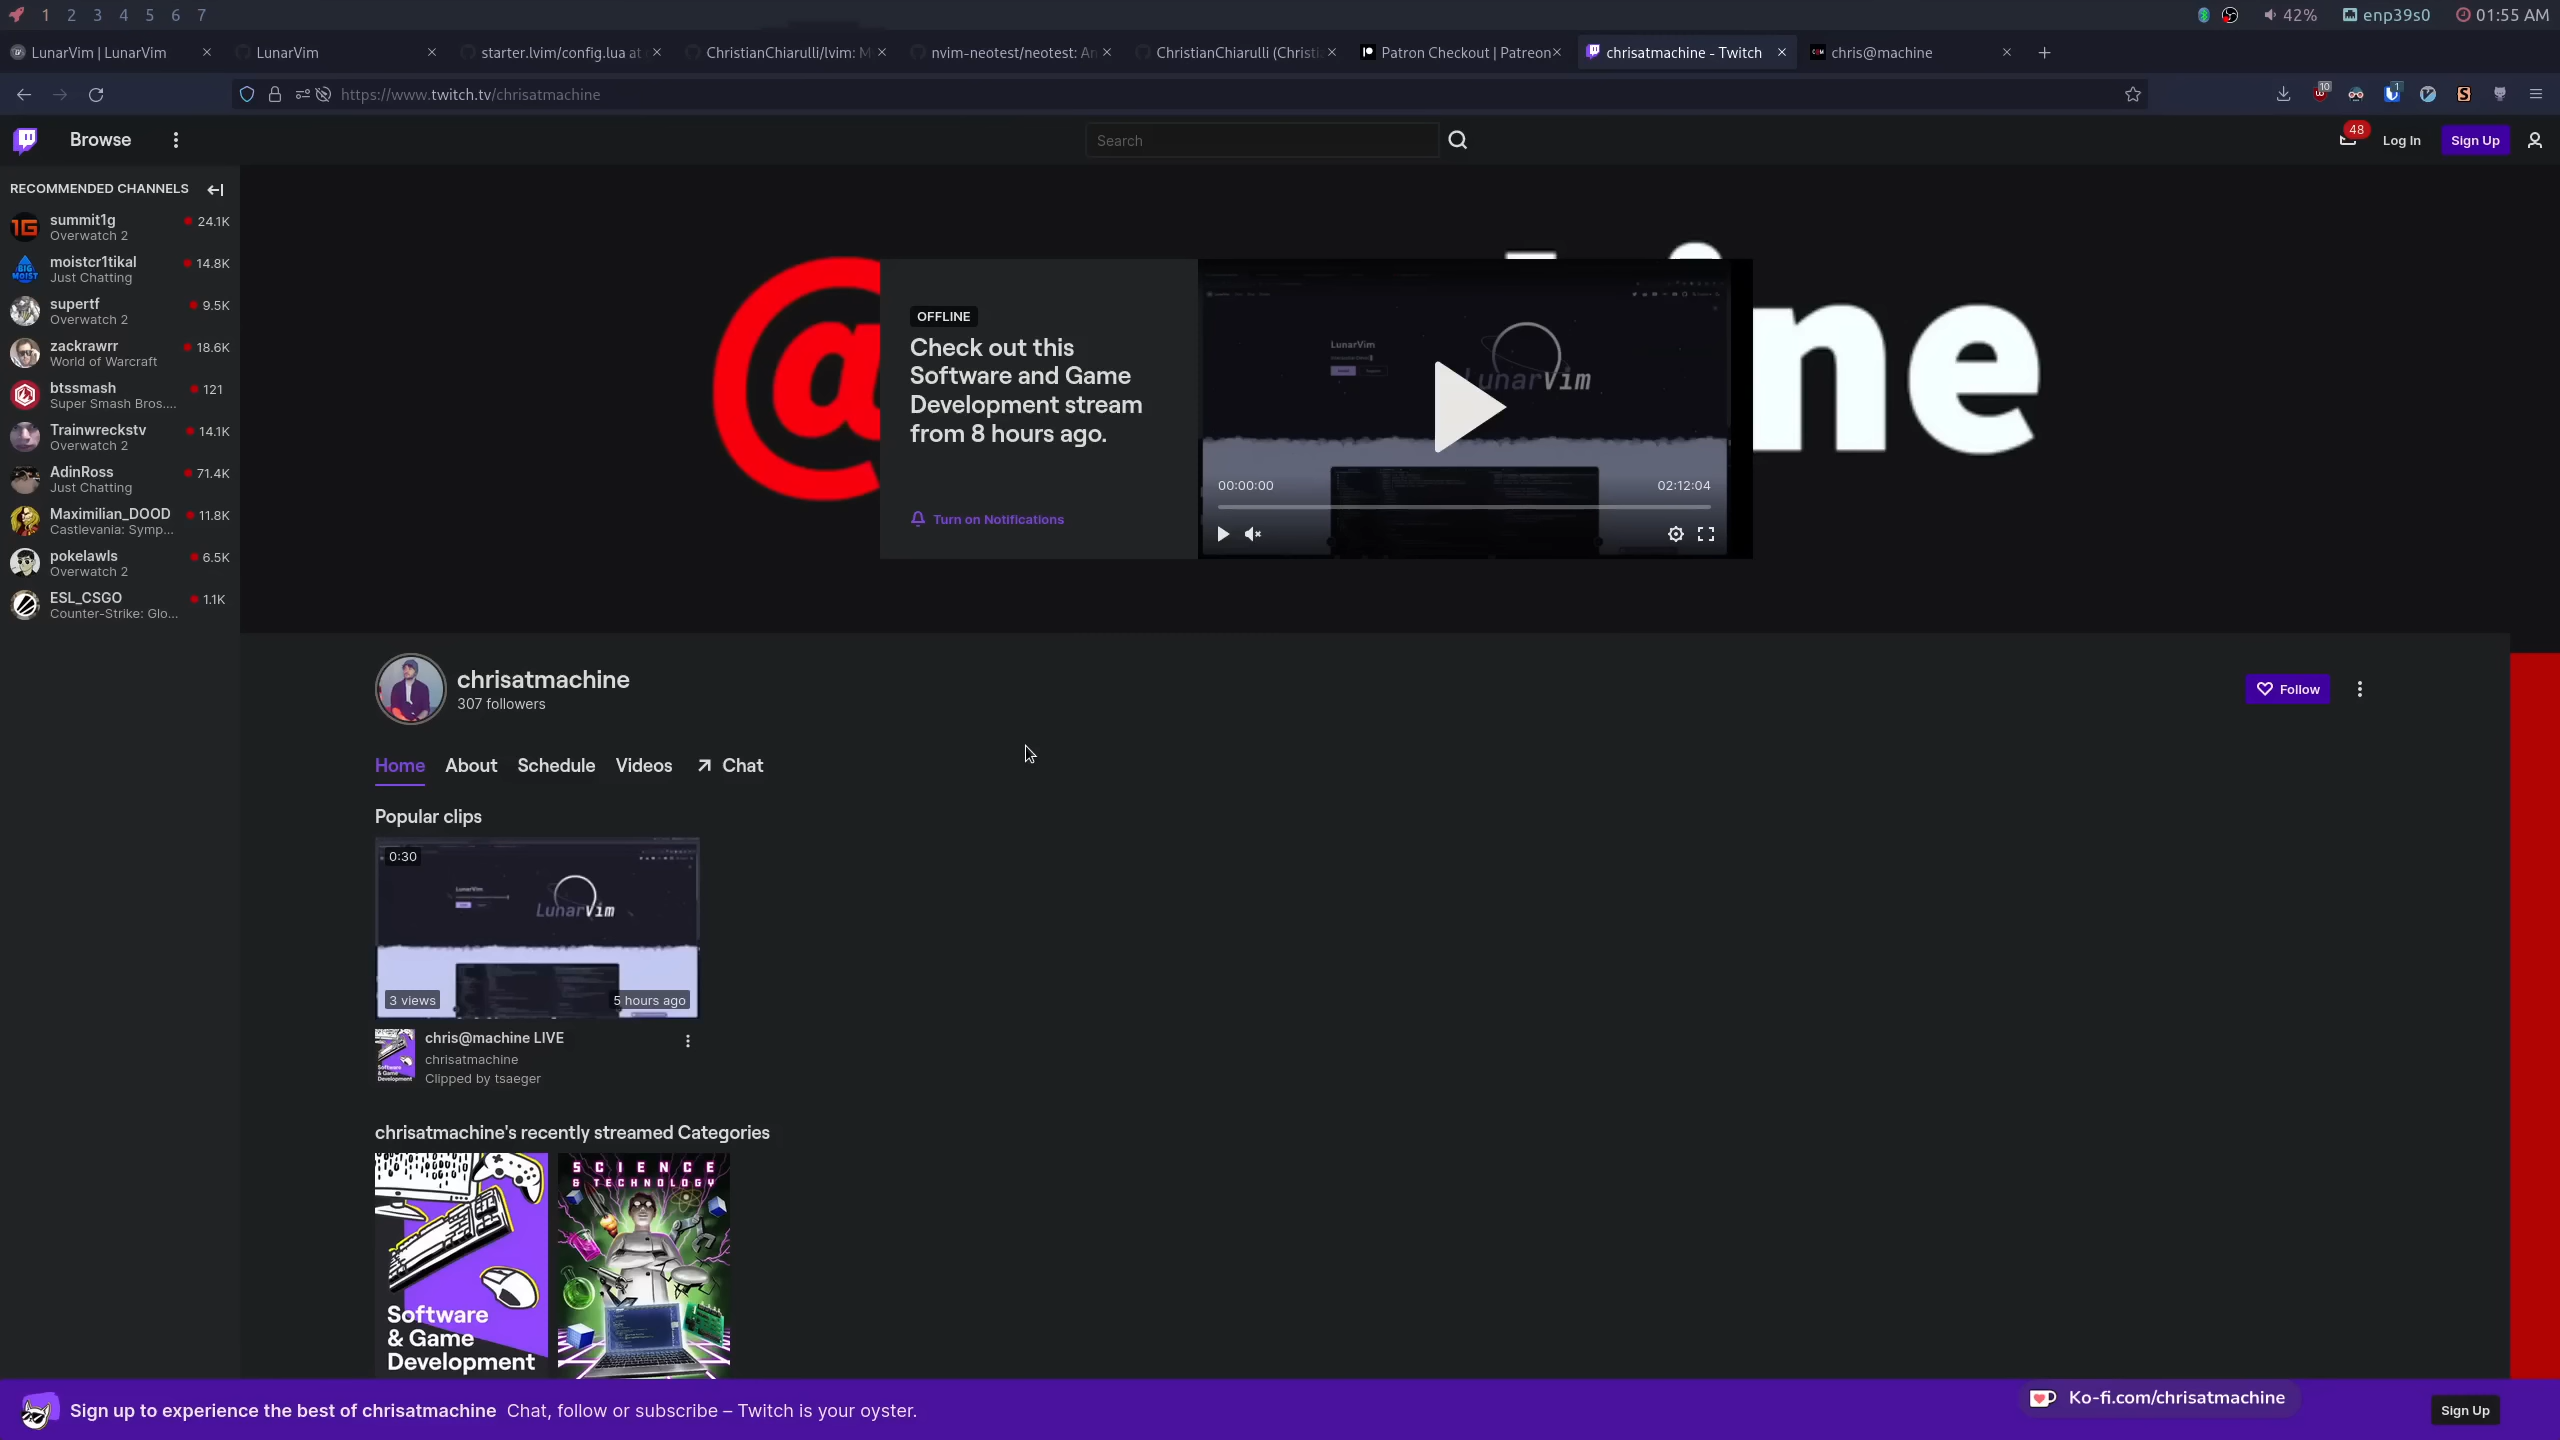 1 2 3 4 5 6 7
42% enp39s0 01:55 AM
LunarVim | LunarVim
LunarVim
starter.lvim/config.lua at
ChristianChiarulli/lvim: M
nvim-neotest/neotest: An
ChristianChiarulli (Christi
Patron Checkout | Patreon
chrisatmachine - Twitch
chris@machine
https://www.twitch.tv/chrisatmachine
10
1
Browse
Search
48
Log In
Sign Up
RECOMMENDED CHANNELS
summit1g 24.1K
Overwatch 2
moistcr1tikal 14.8K
Just Chatting
supertf 9.5K
Overwatch 2
zackrawrr 18.6K
World of Warcraft
btssmash 121
Super Smash Bros....
Trainwreckstv 14.1K
Overwatch 2
AdinRoss 71.4K
Just Chatting
Maximilian_DOOD 11.8K
Castlevania: Symp...
pokelawls 6.5K
Overwatch 2
ESL_CSGO 1.1K
Counter-Strike: Glo...
@
ne
OFFLINE
Check out this
Software and Game
Development stream
from 8 hours ago.
Turn on Notifications
LunarVim
LunarVim
00:00:00 02:12:04
chrisatmachine
307 followers
Follow
Home About Schedule Videos Chat
Popular clips
0:30
LunarVim
LunarVim
3 views 5 hours ago
chris@machine LIVE
chrisatmachine
Clipped by tsaeger
chrisatmachine's recently streamed Categories
Software
& Game
Development
SCIENCE
& TECHNOLOGY
Sign up to experience the best of chrisatmachine Chat, follow or subscribe – Twitch is your oyster.
Ko-fi.com/chrisatmachine
Sign Up